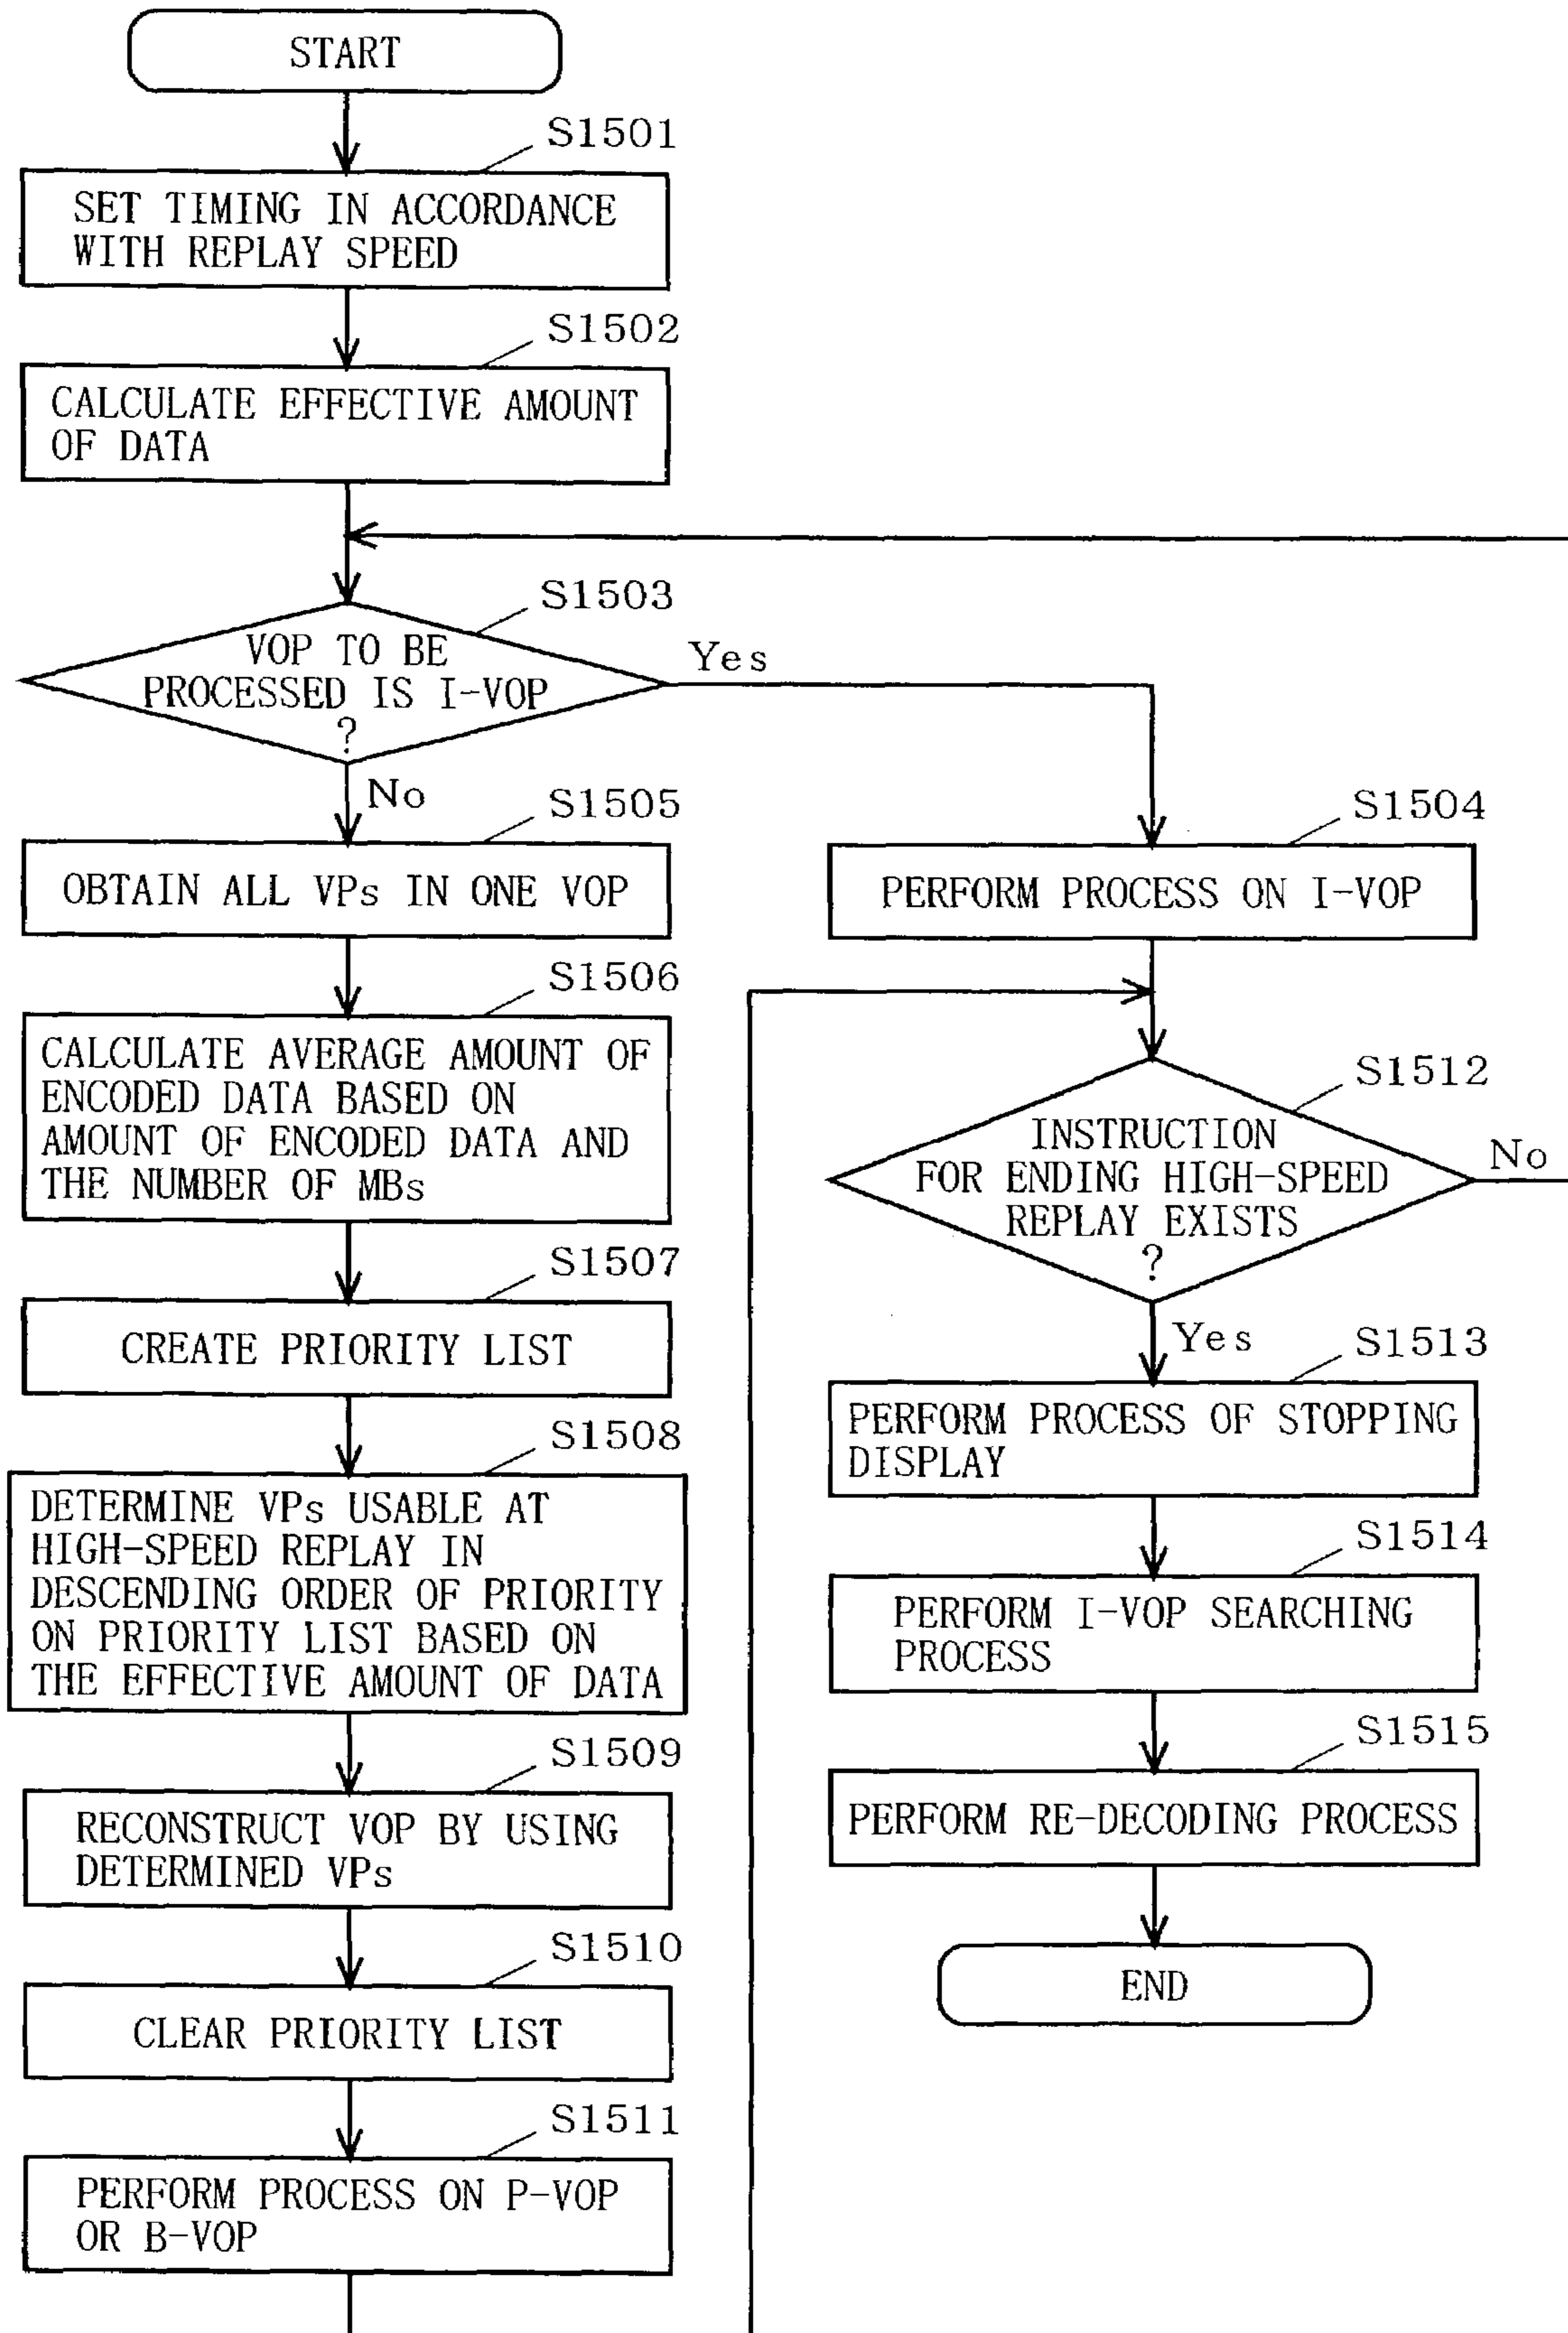 START
S1501
SET TIMING IN ACCORDANCE
WITH REPLAY SPEED
S1502
CALCULATE EFFECTIVE AMOUNT
OF DATA
S1503
VOP TO BE
PROCESSED IS I-VOP
?
Yes
No
S1505
OBTAIN ALL VPs IN ONE VOP
S1504
PERFORM PROCESS ON I-VOP
S1506
CALCULATE AVERAGE AMOUNT OF
ENCODED DATA BASED ON
AMOUNT OF ENCODED DATA AND
THE NUMBER OF MBs
S1507
CREATE PRIORITY LIST
S1508
DETERMINE VPs USABLE AT
HIGH-SPEED REPLAY IN
DESCENDING ORDER OF PRIORITY
ON PRIORITY LIST BASED ON
THE EFFECTIVE AMOUNT OF DATA
S1509
RECONSTRUCT VOP BY USING
DETERMINED VPs
S1510
CLEAR PRIORITY LIST
S1511
PERFORM PROCESS ON P-VOP
OR B-VOP
S1512
INSTRUCTION
FOR ENDING HIGH-SPEED
REPLAY EXISTS
?
No
Yes
S1513
PERFORM PROCESS OF STOPPING
DISPLAY
S1514
PERFORM I-VOP SEARCHING
PROCESS
S1515
PERFORM RE-DECODING PROCESS
END